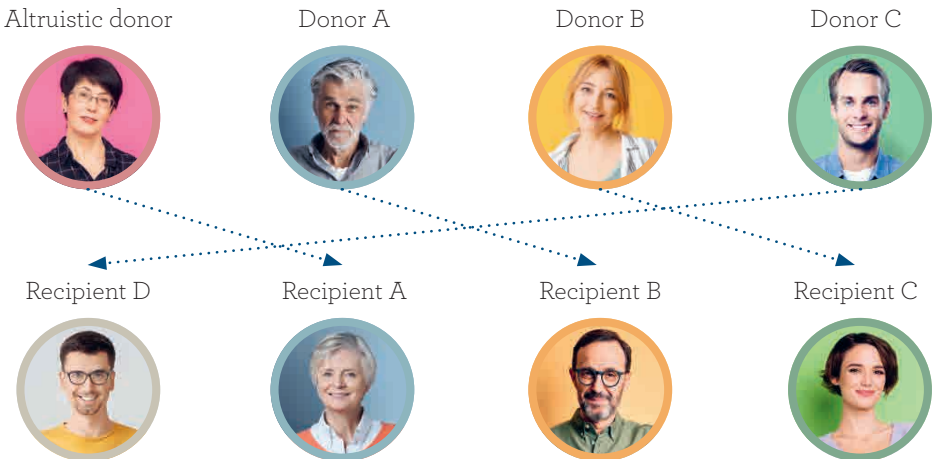 Altruistic donor
Donor A
Donor B
Donor C
Recipient D
Recipient A
Recipient B
Recipient C